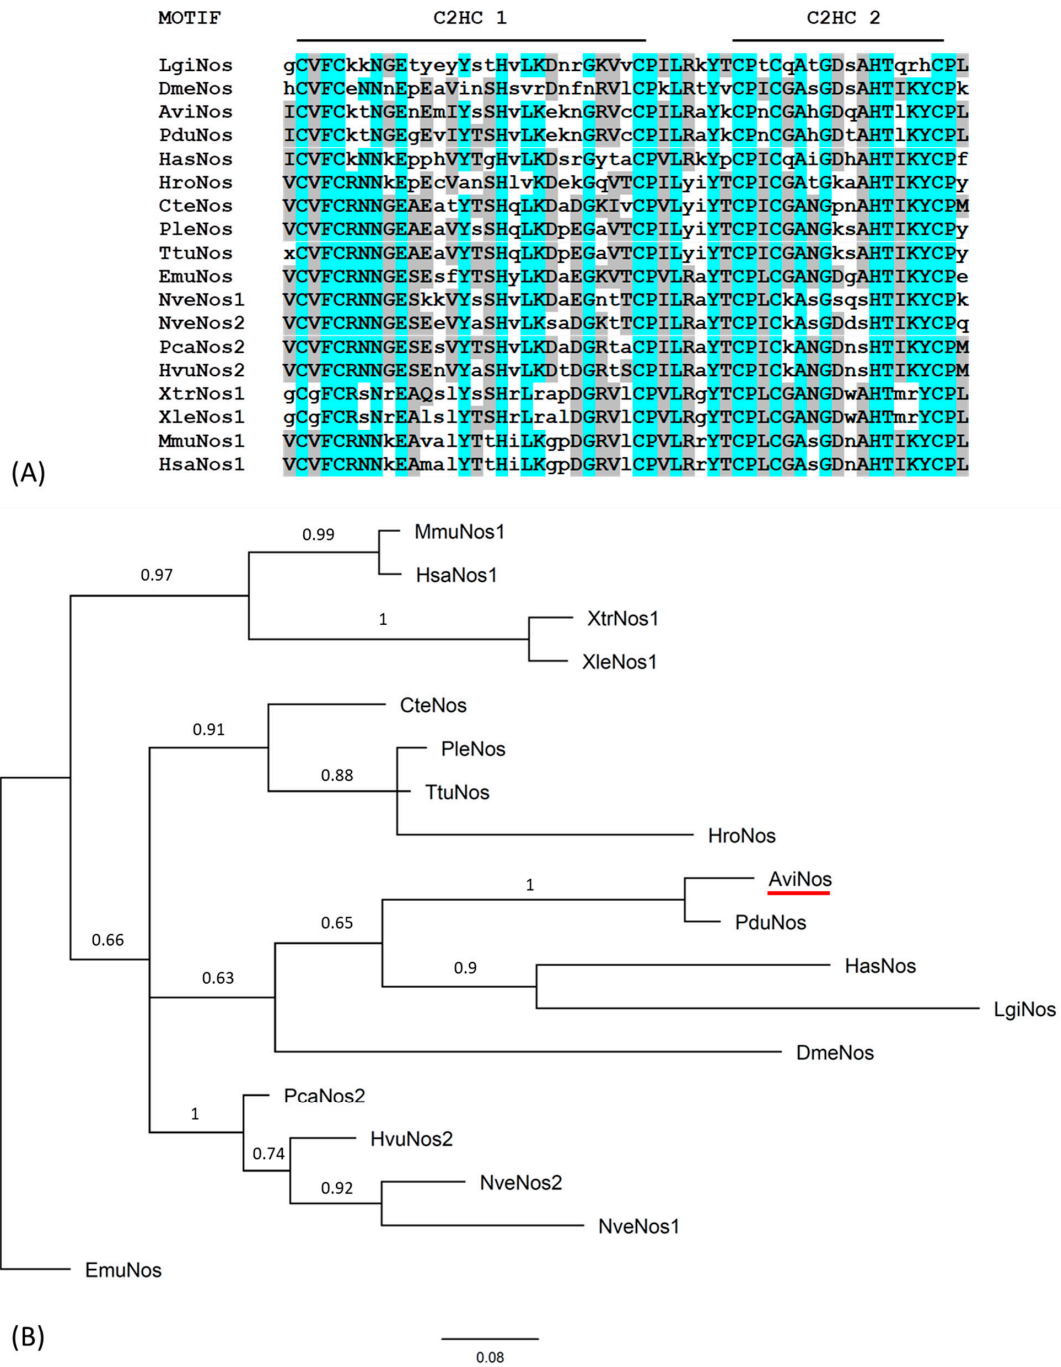 MOTIF C2HC 1 C2HC 2
LgiNos gCVFCkkNGEtyeyYstHvLKDnrGKVvCPILRkYTCPtCqAtGDsAHTqrhCPL
DmeNos hCVFCeNNnEpEaVinSHsvrDnfnRVlCPkLRtYvCPICGAsGDsAHTIKYCPk
AviNos ICVFCktNGEnEmIYsSHvLKeknGRVcCPILRaYkCPnCGAhGDqAHTlKYCPL
PduNos ICVFCktNGEgEvIYTSHvLKeknGRVcCPILRaYkCPnCGAhGDtAHTlKYCPL
HasNos ICVFCkNNkEpphVYTgHvLKDsrGytaCPVLRKYpCPICqAiGDhAHTIKYCPf
HroNos VCVFCRNNkEpEcVanSHlvKDekGqVTCPILyiYTCPICGAtGkaAHTIKYCPy
CteNos VCVFCRNNGEAEatYTSHqLKDaDGKIvCPVLyiYTCPICGANGpnAHTIKYCPM
PleNos VCVFCRNNGEAEaVYsSHqLKDpEGaVTCPILyiYTCPICGANGksAHTIKYCPy
TtuNos xCVFCRNNGEAEaVYTSHqLKDpEGaVTCPILyiYTCPICGANGksAHTIKYCPy
EmuNos VCVFCRNNGESEsfYTSHyLKDaEGKVTCPVLRaYTCPLCGANGDqAHTIKYCPe
NveNos1 VCVFCRNNGESkkVYsSHvLKDaEGntTCPILRaYTCPLCkASGsqsHTIKYCPk
NveNos2 VCVFCRNNGESEeVYaSHvLKsaDGKtTCPILRaYTCPICkASGDdsHTIKYCPq
PcaNos2 VCVFCRNNGESEsVYTSHvLKDaDGRtaCPILRaYTCPICkANGDnsHTIKYCPM
HvuNos2 VCVFCRNNGESEnVYaSHvLKDtDGRtSCPILRaYTCPICkANGDnsHTIKYCPM
XtrNos1 gCgFCRsNrEAQslYsSHrLrapDGRVlCPVLRgYTCPLCGANGDwAHTmrYCPL
XleNos1 gCgFCRsNrEAlslYTSHrLralDGRVlCPVLRgYTCPLCGANGDwAHTmrYCPL
MmuNos1 VCVFCRNNkEAvalYTtHiLKgpDGRVlCPVLRrYTCPLCGAsGDnAHTIKYCPL
HsaNos1 VCVFCRNNkEAmalYTtHiLKgpDGRVlCPVLRrYTCPLCGAsGDnAHTIKYCPL
(A)
MmuNos1
0.99
HsaNos1
0.97
XtrNos1
1
XleNos1
CteNos
0.91
PleNos
0.88
TtuNos
HroNos
AviNos
1
PduNos
0.65
0.66
HasNos
0.9
0.63
LgiNos
DmeNos
PcaNos2
1
HvuNos2
0.74
NveNos2
0.92
NveNos1
EmuNos
(B)
0.08